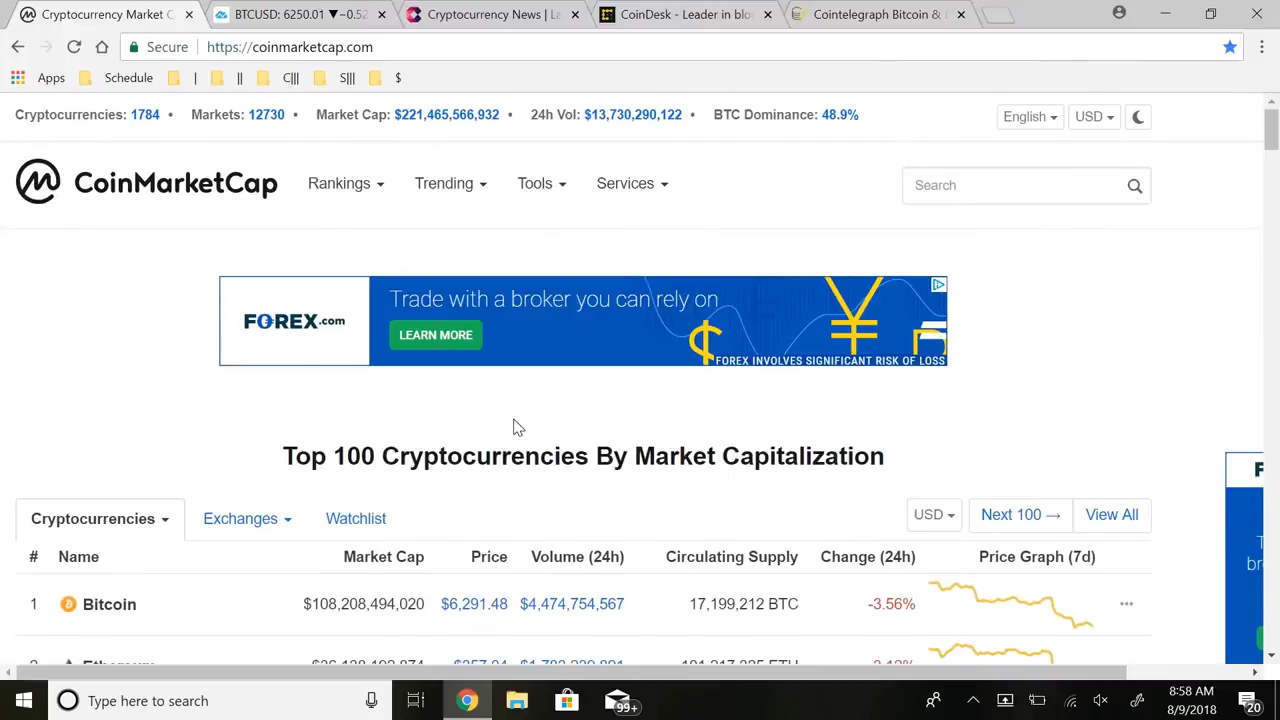 Cryptocurrency Market C
BTCUSD: 6250.01 ▼ 0.52
Cryptocurrency News | La
CoinDesk - Leader in bloc
Cointelegraph Bitcoin &
Secure
https://coinmarketcap.com
Apps
Schedule
|
||
C|||
S|||
$
Cryptocurrencies: 1784 • Markets: 12730 • Market Cap: $221,465,566,932 • 24h Vol: $13,730,290,122 • BTC Dominance: 48.9%
English
USD
CoinMarketCap
Rankings
Trending
Tools
Services
Search
FOREX.com
Trade with a broker you can rely on
LEARN MORE
FOREX INVOLVES SIGNIFICANT RISK OF LOSS
Top 100 Cryptocurrencies By Market Capitalization
Cryptocurrencies
Exchanges
Watchlist
USD
Next 100 →
View All
# Name Market Cap Price Volume (24h) Circulating Supply Change (24h) Price Graph (7d)
1 Bitcoin $108,208,494,020 $6,291.48 $4,474,754,567 17,199,212 BTC -3.56%
Type here to search
99+
8:58 AM
8/9/2018
20